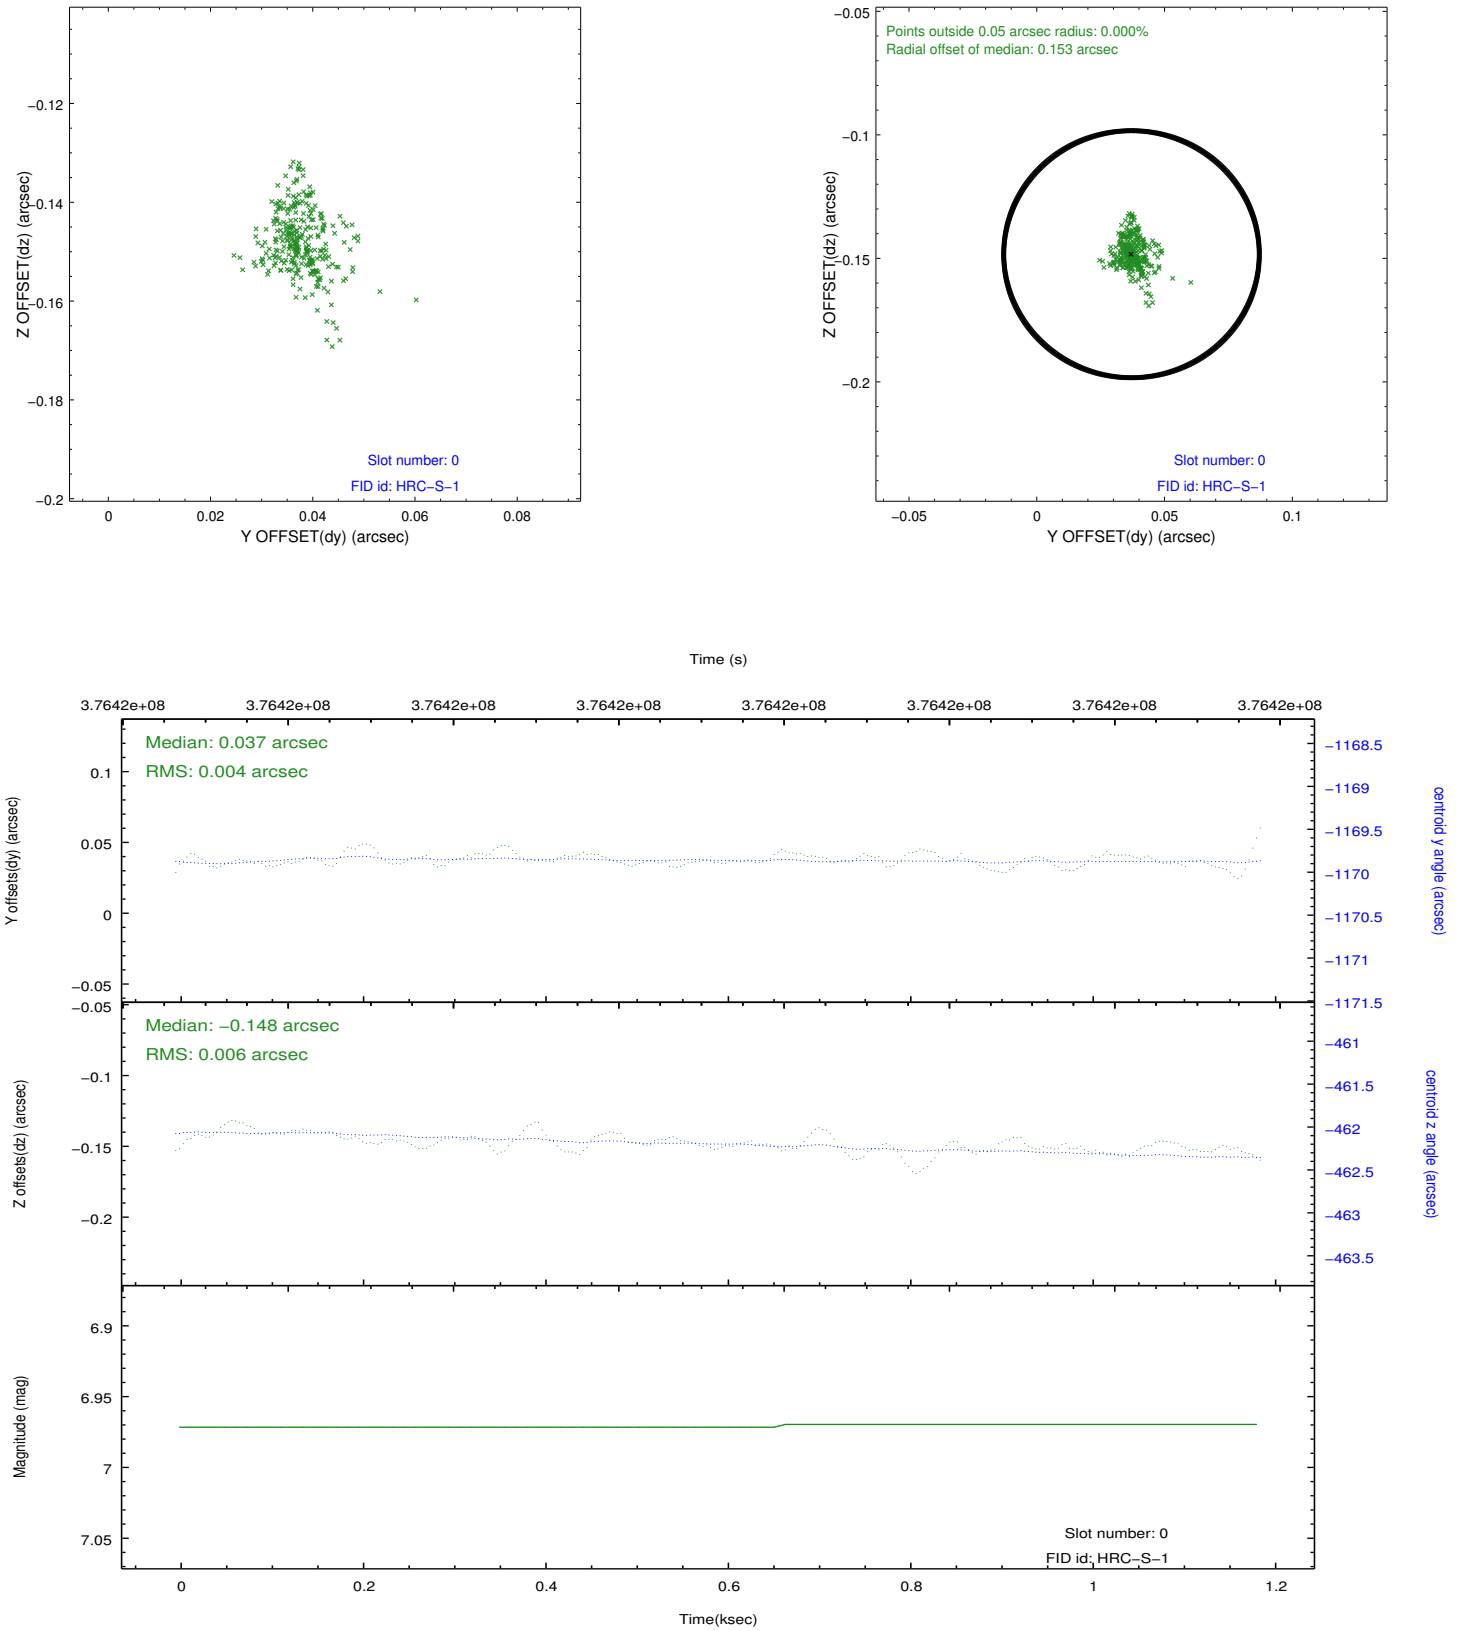 −0.12
−0.14
−0.16
−0.18
−0.2
Z OFFSET(dz) (arcsec)
Slot number: 0
FID id: HRC−S−1
0
0.02
0.04
0.06
0.08
Y OFFSET(dy) (arcsec)
Points outside 0.05 arcsec radius: 0.000%
Radial offset of median: 0.153 arcsec
−0.05
−0.1
−0.15
−0.2
Z OFFSET(dz) (arcsec)
Slot number: 0
FID id: HRC−S−1
−0.05
0
0.05
0.1
Y OFFSET(dy) (arcsec)
Time (s)
3.7642e+08
3.7642e+08
3.7642e+08
3.7642e+08
3.7642e+08
3.7642e+08
3.7642e+08
3.7642e+08
Median: 0.037 arcsec
RMS: 0.004 arcsec
0.1
0.05
0
−0.05
Y offsets(dy) (arcsec)
−1168.5
−1169
−1169.5
−1170
−1170.5
−1171
−1171.5
centroid y angle (arcsec)
Median: −0.148 arcsec
RMS: 0.006 arcsec
−0.05
−0.1
−0.15
−0.2
Z offsets(dz) (arcsec)
−461
−461.5
−462
−462.5
−463
−463.5
centroid z angle (arcsec)
6.9
6.95
7
7.05
Magnitude (mag)
Slot number: 0
FID id: HRC−S−1
0
0.2
0.4
0.6
0.8
1
1.2
Time(ksec)